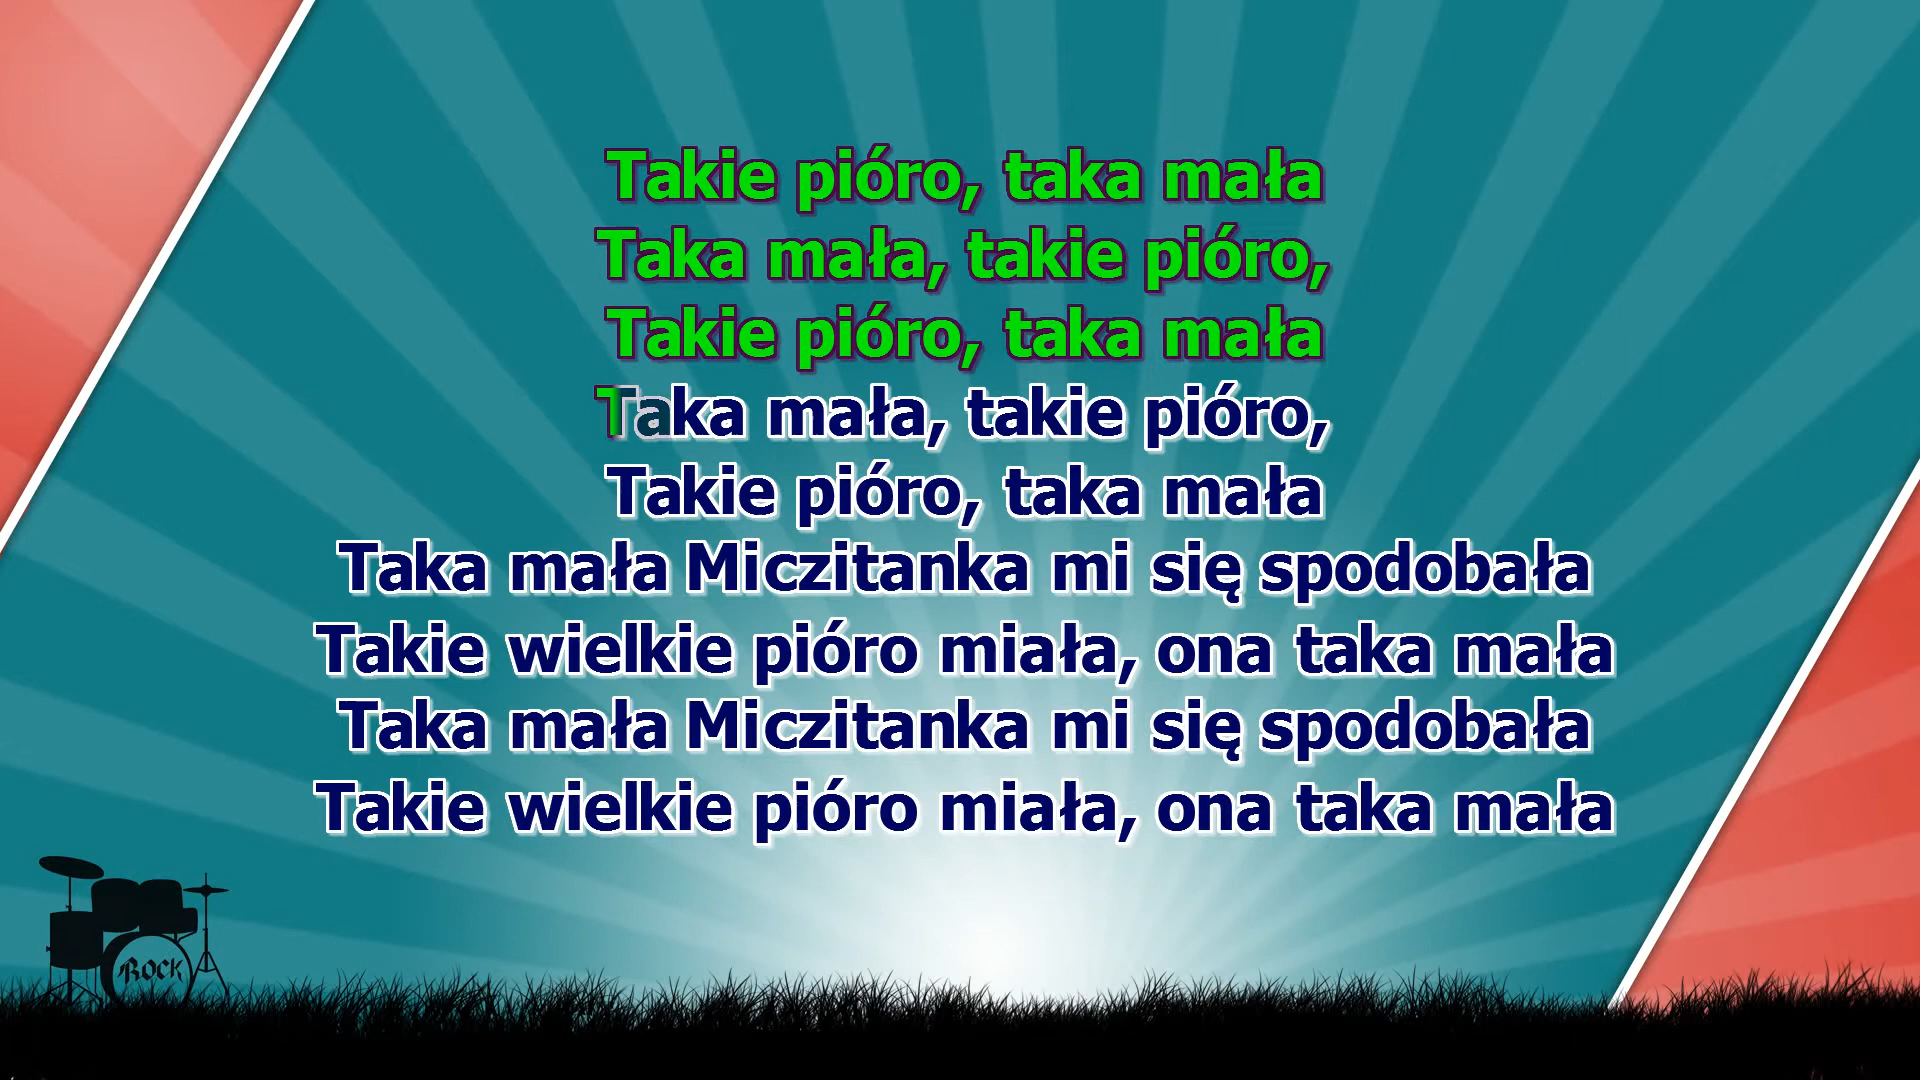 Takie pióro, taka mała
Taka mała, takie pióro,
Takie pióro, taka mała
Taka mała, takie pióro,
Takie pióro, taka mała
Taka mała Miczitanka mi się spodobała
Takie wielkie pióro miała, ona taka mała
Taka mała Miczitanka mi się spodobała
Takie wielkie pióro miała, ona taka mała
ROCK